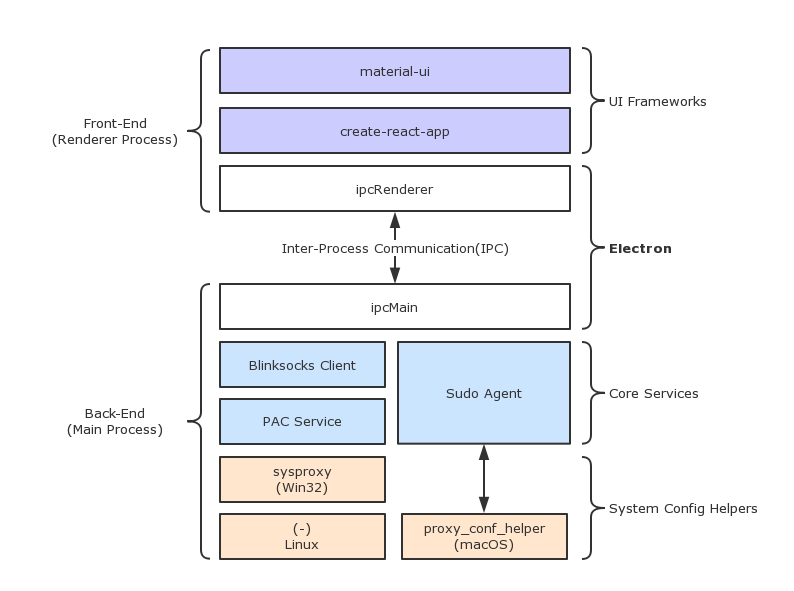 material-ui
UI Frameworks
Front-End
(Renderer Process)
create-react-app
ipcRenderer
Inter-Process Communication(IPC)
Electron
ipcMain
Blinksocks Client
Sudo Agent
Core Services
Back-End
(Main Process)
PAC Service
sysproxy
(Win32)
System Config Helpers
(-)
Linux
proxy_conf_helper
(macOS)